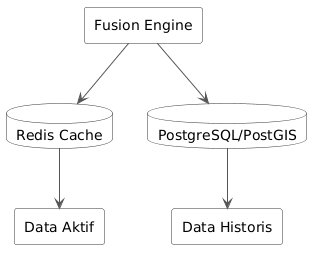 Fusion Engine
Redis Cache
PostgreSQL/PostGIS
Data Aktif
Data Historis